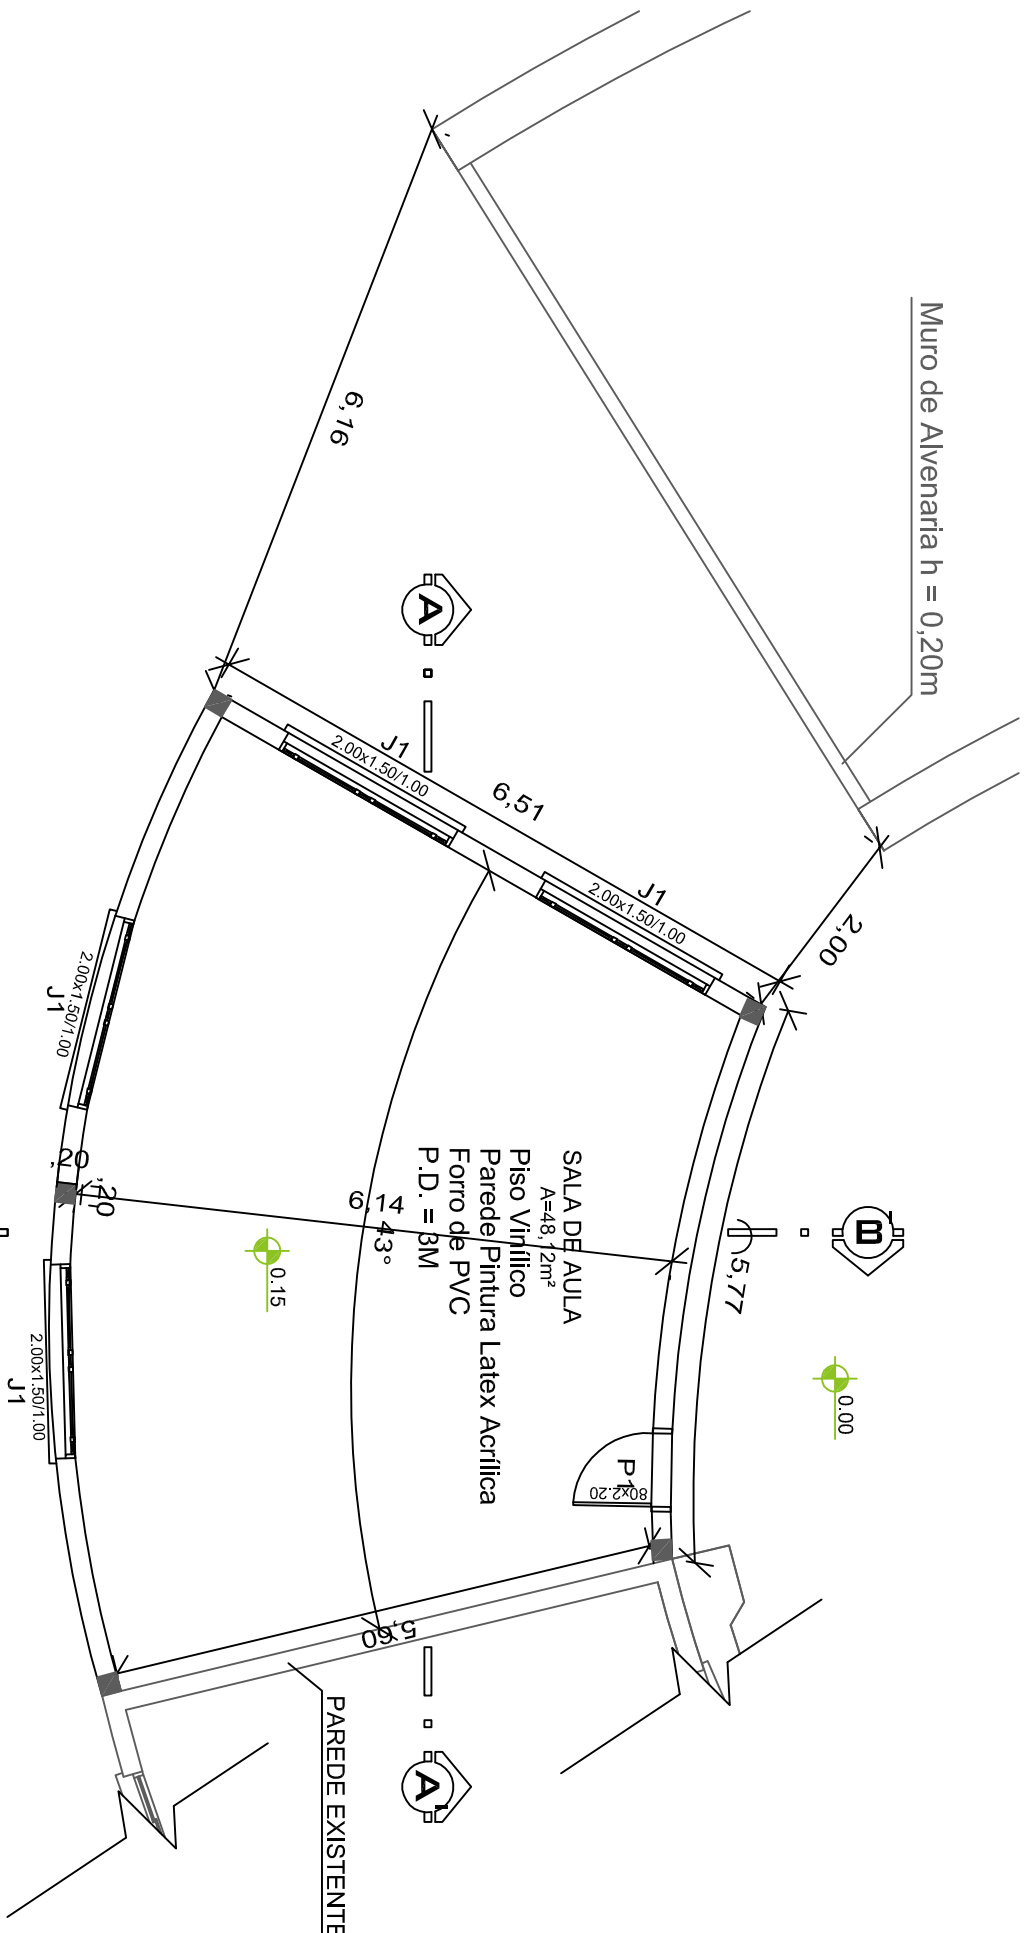 Muro de Alvenaria h = 0,20m
6,16
A
J1
2.00x1.50/1.00
6,51
J1
2.00x1.50/1.00
2,00
2.00x1.50/1.00
J1
,20
,20
6,14
43°
SALA DE AULA
A=48,12m²
Piso Vinílico
Parede Pintura Latex Acrílica
Forro de PVC
P.D. = 3M
0.15
B'
5,77
0.00
2.00x1.50/1.00
J1
P1
80x2.20
5,60
A'
PAREDE EXISTENTE